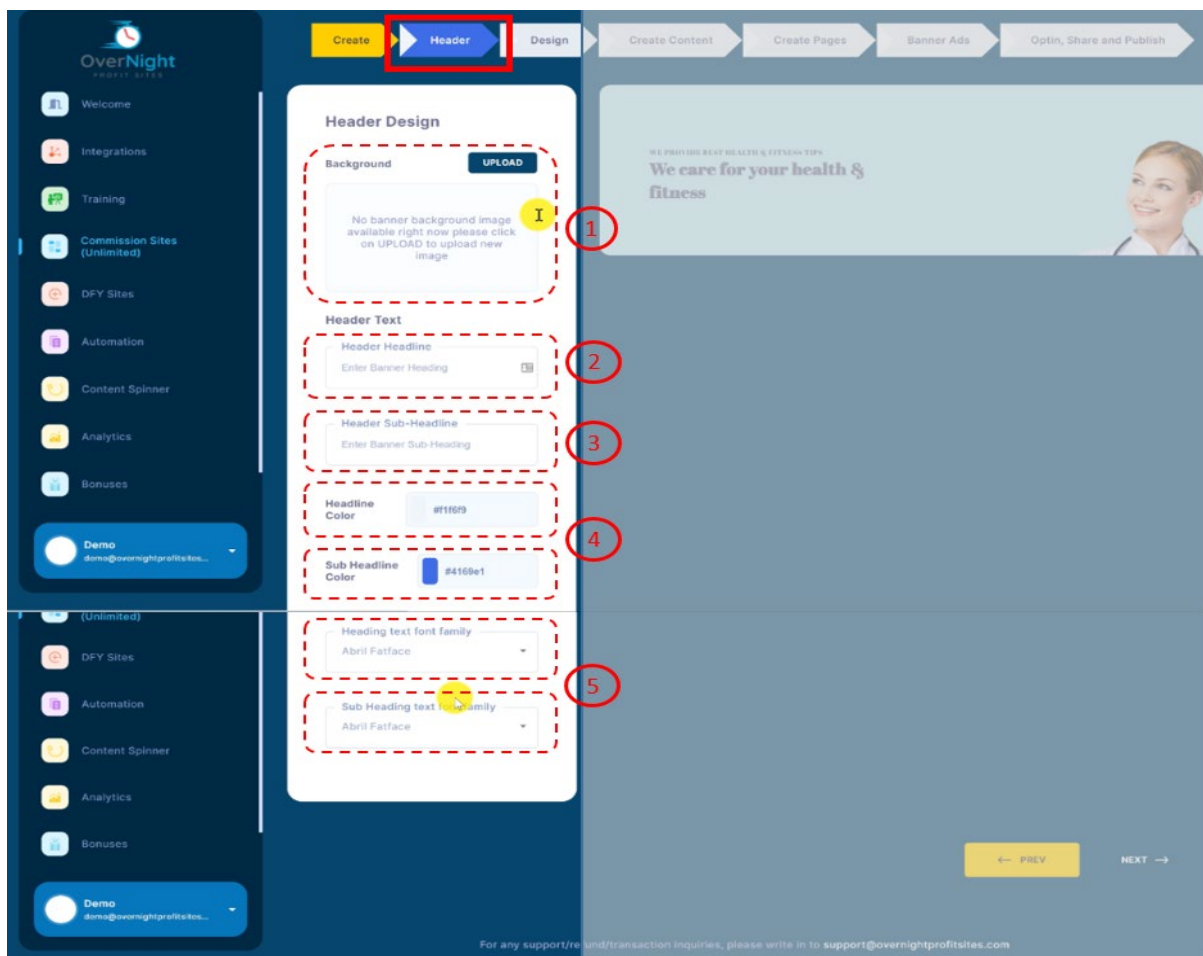 OverNight
PROFIT SITES
Create
Header
Design
Create Content
Create Pages
Banner Ads
Optin, Share and Publish
Welcome
Integrations
Training
Commission Sites
(Unlimited)
DFY Sites
Automation
Content Spinner
Analytics
Bonuses
Demo
demo@overnightprofitsites...
Header Design
Background
UPLOAD
No banner background image
available right now please click
on UPLOAD to upload new
image
1
Header Text
Header Headline
Enter Banner Heading
2
Header Sub-Headline
Enter Banner Sub-Heading
3
Headline
Color
#f1f6f9
4
Sub Headline
Color
#4169e1
WE PROVIDE BEST HEALTH & FITNESS TIPS
We care for your health &
fitness
(Unlimited)
DFY Sites
Automation
Content Spinner
Analytics
Bonuses
Demo
demo@overnightprofitsites...
Heading text font family
Abril Fatface
5
Sub Heading text font family
Abril Fatface
← PREV
NEXT →
For any support/refund/transaction inquiries, please write in to support@overnightprofitsites.com